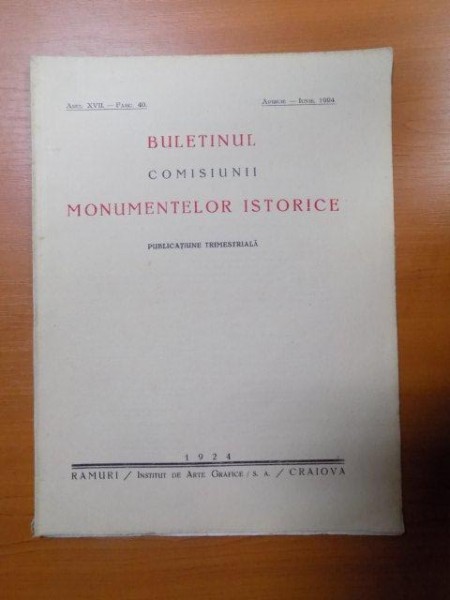 Anul XVII. — Fasc. 40. Aprilie — Iunie, 1924.
BULETINUL
COMISIUNII
MONUMENTELOR ISTORICE
PUBLICAȚIUNE TRIMESTRIALĂ
1924
RAMURI / Institut de Arte Grafice / S. A. / CRAIOVA